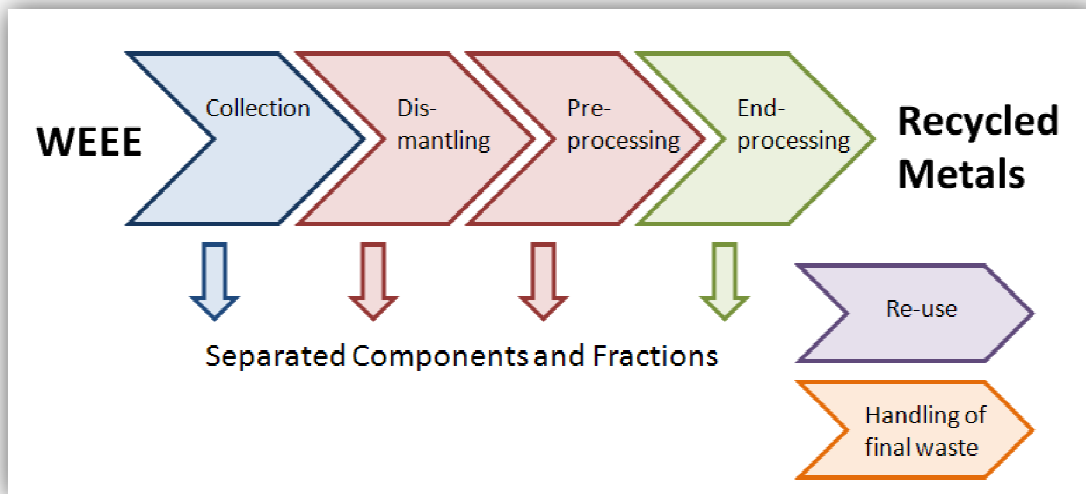 WEEE
Collection
Dis-
mantling
Pre-
processing
End-
processing
Recycled
Metals
Separated Components and Fractions
Re-use
Handling of
final waste